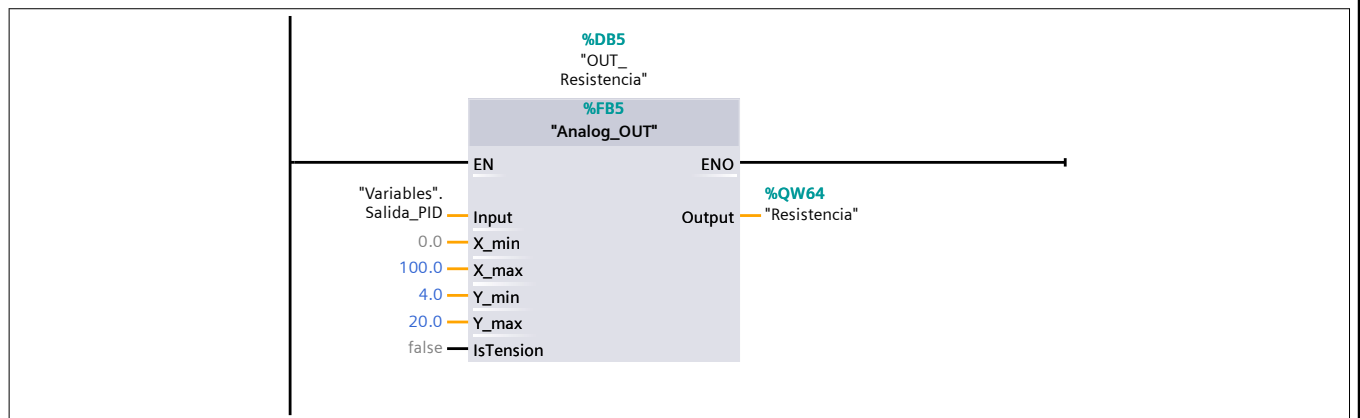 %DB5
"OUT_
Resistencia"
%FB5
"Analog_OUT"
EN
ENO
"Variables".
Salida_PID
Input
Output
%QW64
"Resistencia"
0.0
X_min
100.0
X_max
4.0
Y_min
20.0
Y_max
false
IsTension